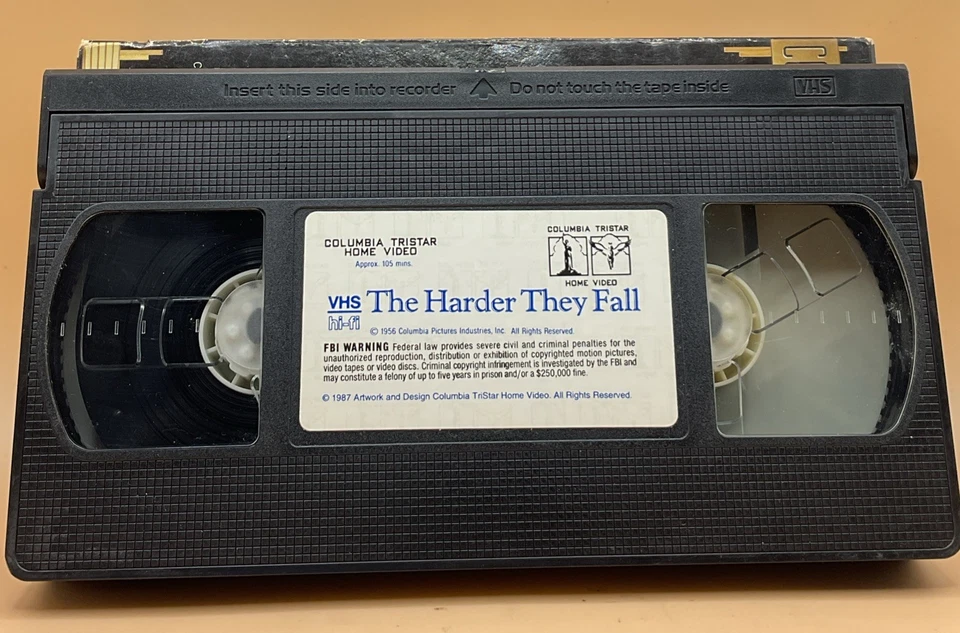 Insert this side into recorder Do not touch the tape inside VHS
COLUMBIA TRISTAR
HOME VIDEO
Approx. 105 mins.
COLUMBIA TRISTAR
HOME VIDEO
VHS
hi-fi
The Harder They Fall
© 1956 Columbia Pictures Industries, Inc. All Rights Reserved.
FBI WARNING Federal law provides severe civil and criminal penalties for the
unauthorized reproduction, distribution or exhibition of copyrighted motion pictures,
video tapes or video discs. Criminal copyright infringement is investigated by the FBI and
may constitute a felony of up to five years in prison and/or a $250,000 fine.
© 1987 Artwork and Design Columbia TriStar Home Video. All Rights Reserved.